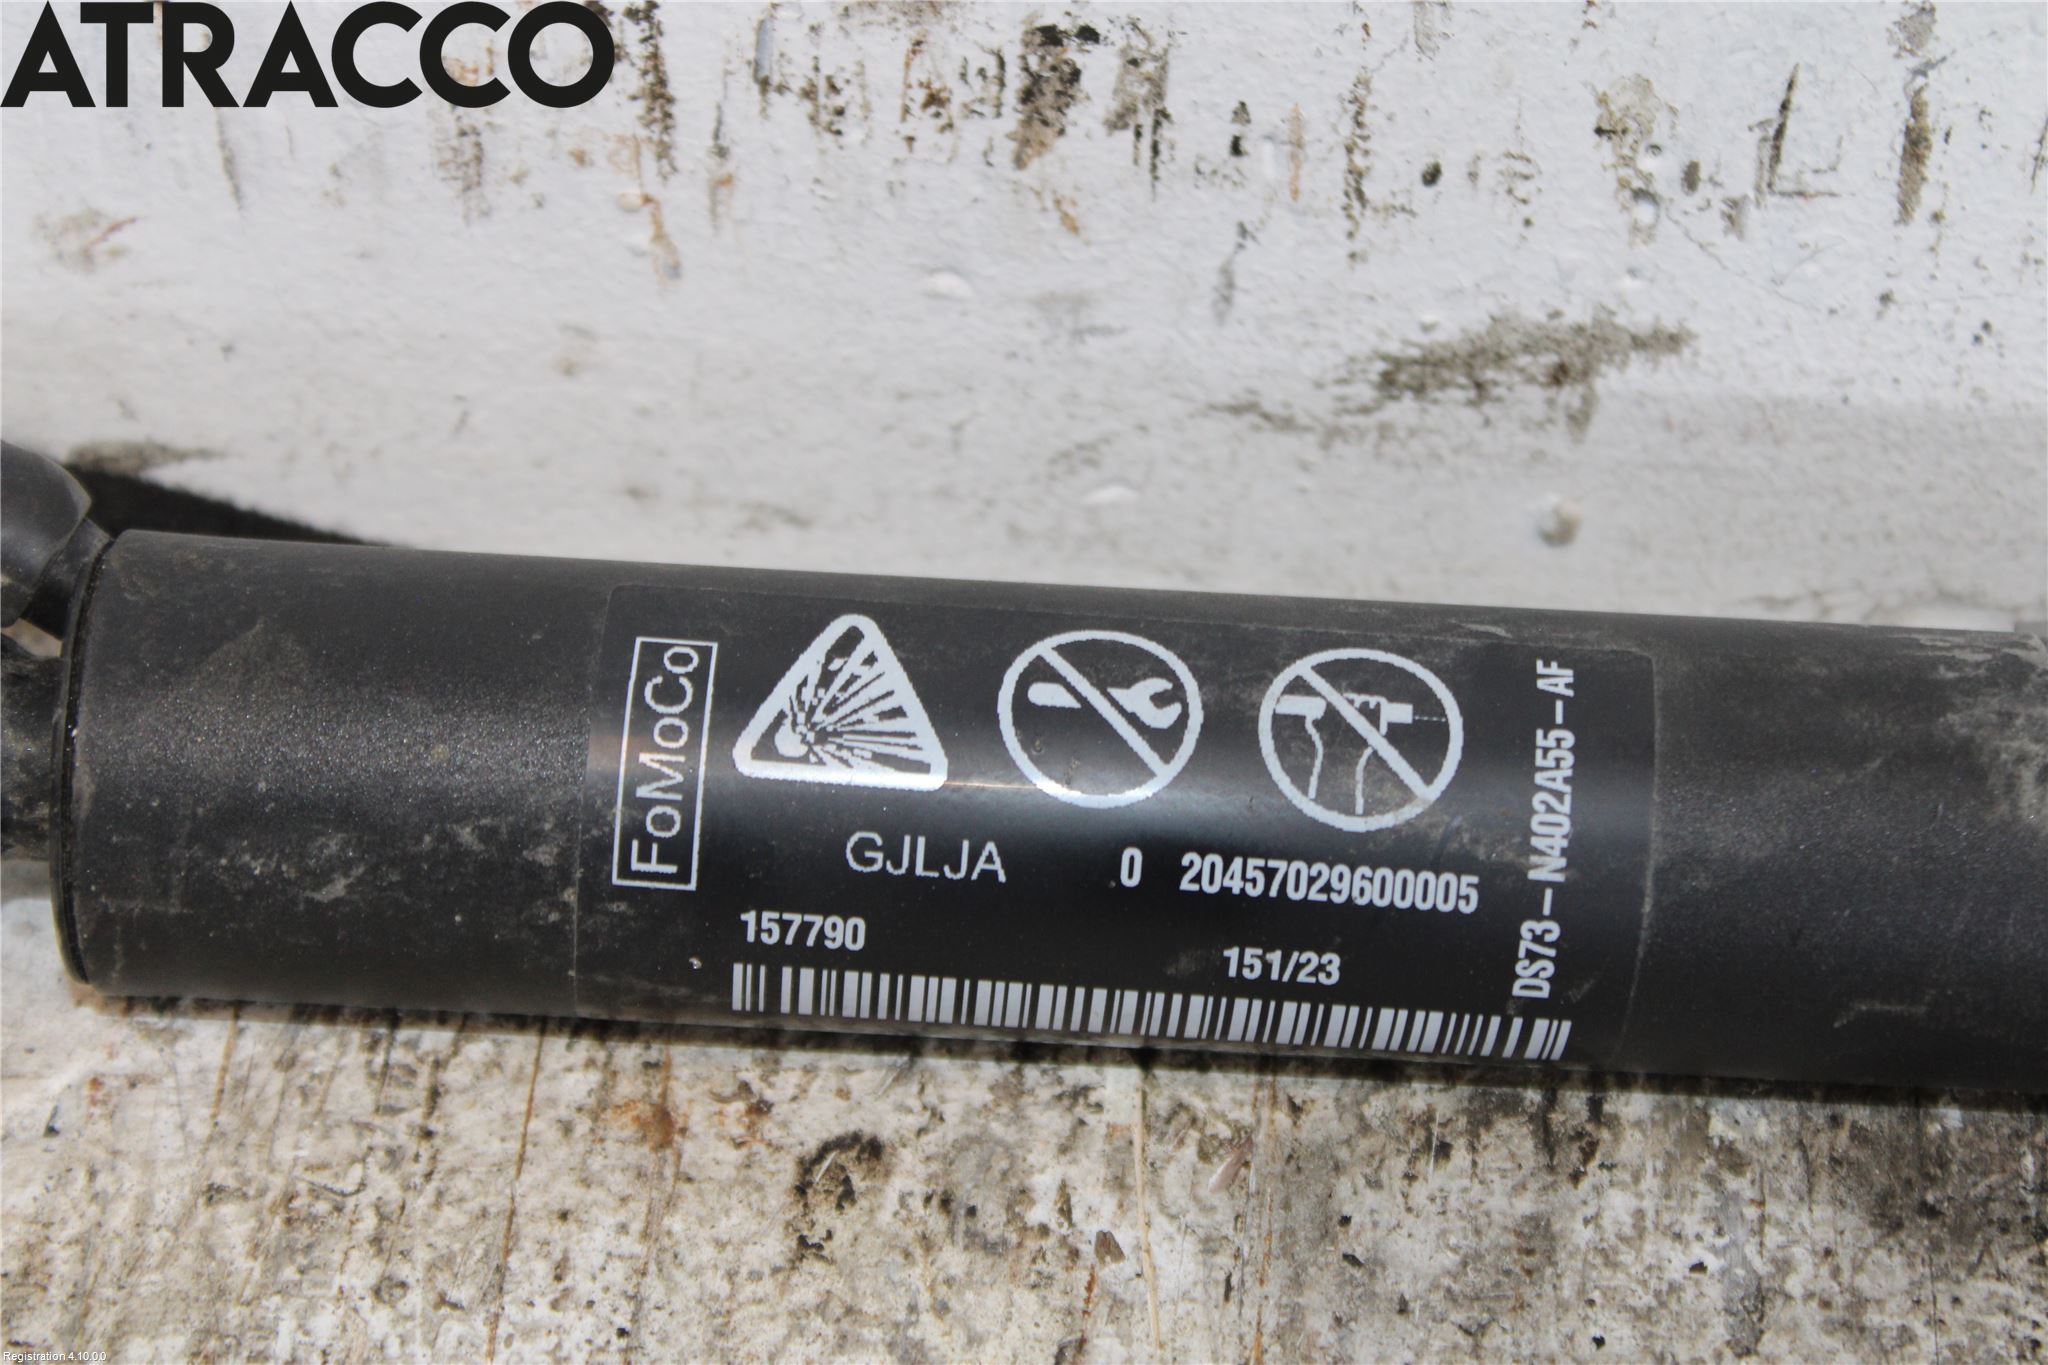 ATRACCO
FoMoCo
GJLJA 0 20457029600005
157790
151/23
DS73-N402A55-AF
Registration 4.10.0.0